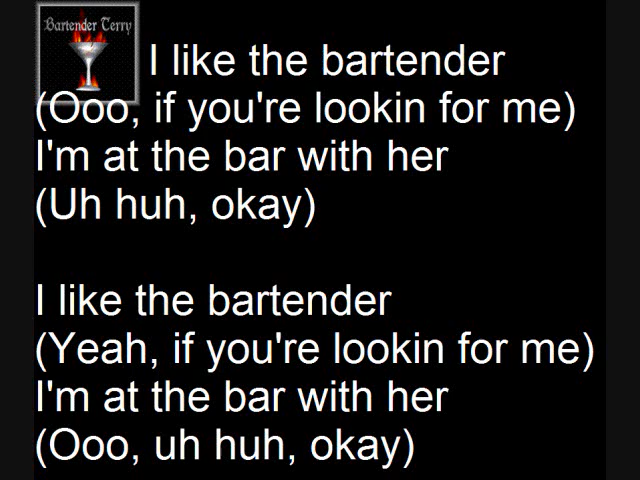 Bartender Terry
I like the bartender
(Ooo, if you're lookin for me)
I'm at the bar with her
(Uh huh, okay)
I like the bartender
(Yeah, if you're lookin for me)
I'm at the bar with her
(Ooo, uh huh, okay)